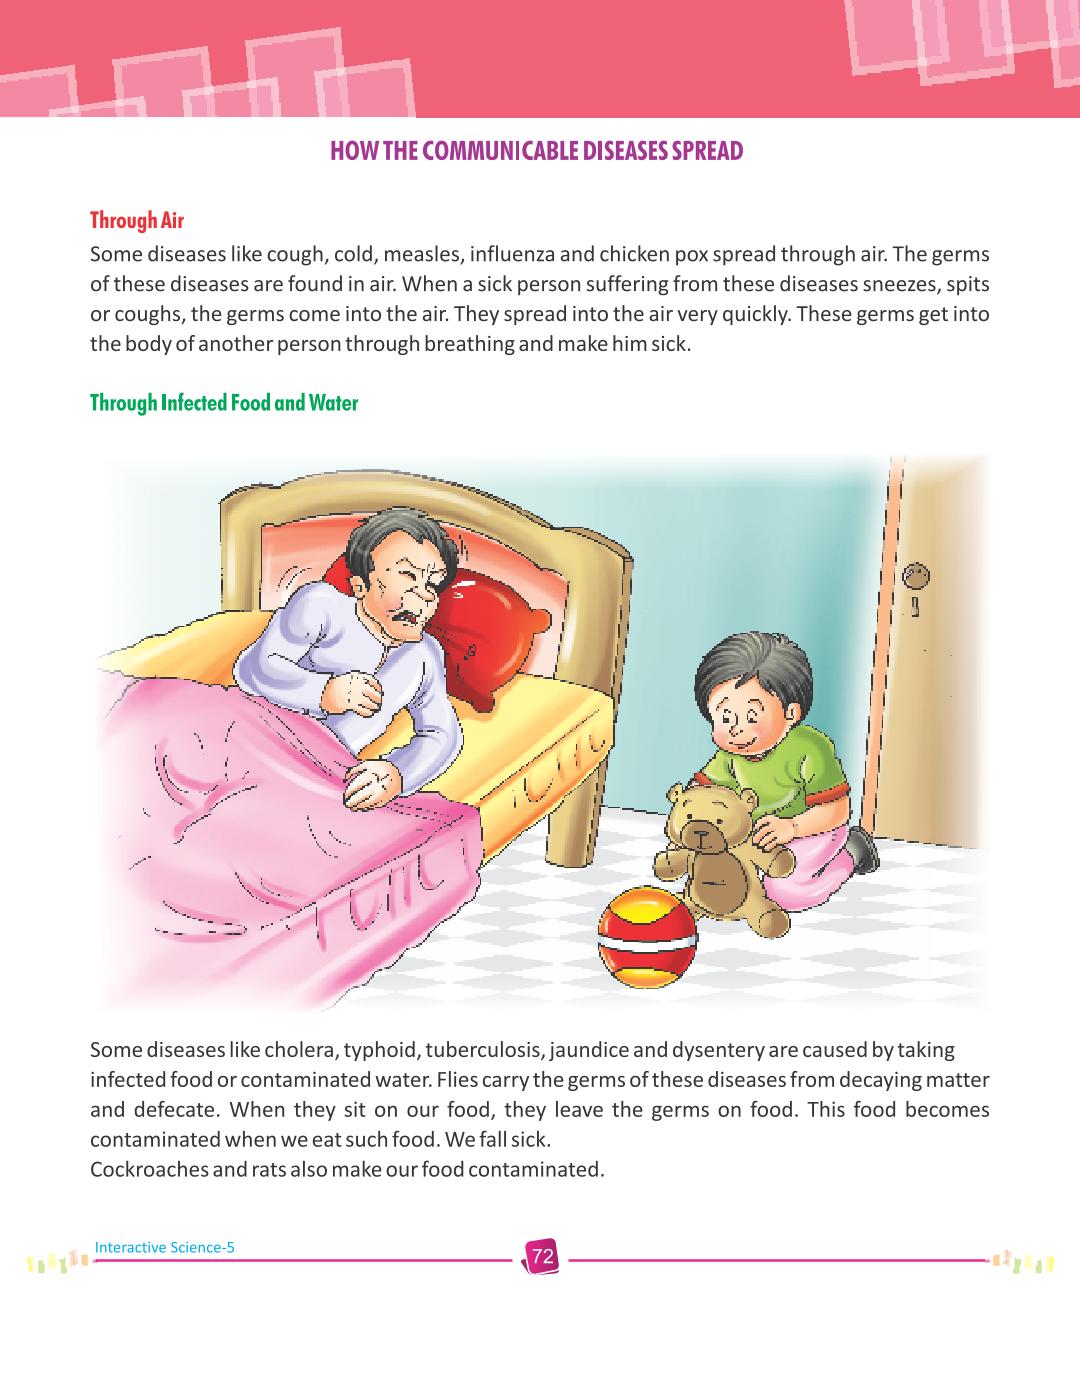 HOW THE COMMUNICABLE DISEASES SPREAD
Through Air
Some diseases like cough, cold, measles, influenza and chicken pox spread through air. The germs
of these diseases are found in air. When a sick person suffering from these diseases sneezes, spits
or coughs, the germs come into the air. They spread into the air very quickly. These germs get into
the body of another person through breathing and make him sick.
Through Infected Food and Water
Some diseases like cholera, typhoid, tuberculosis, jaundice and dysentery are caused by taking
infected food or contaminated water. Flies carry the germs of these diseases from decaying matter
and defecate. When they sit on our food, they leave the germs on food. This food becomes
contaminated when we eat such food. We fall sick.
Cockroaches and rats also make our food contaminated.
Interactive Science-5
72